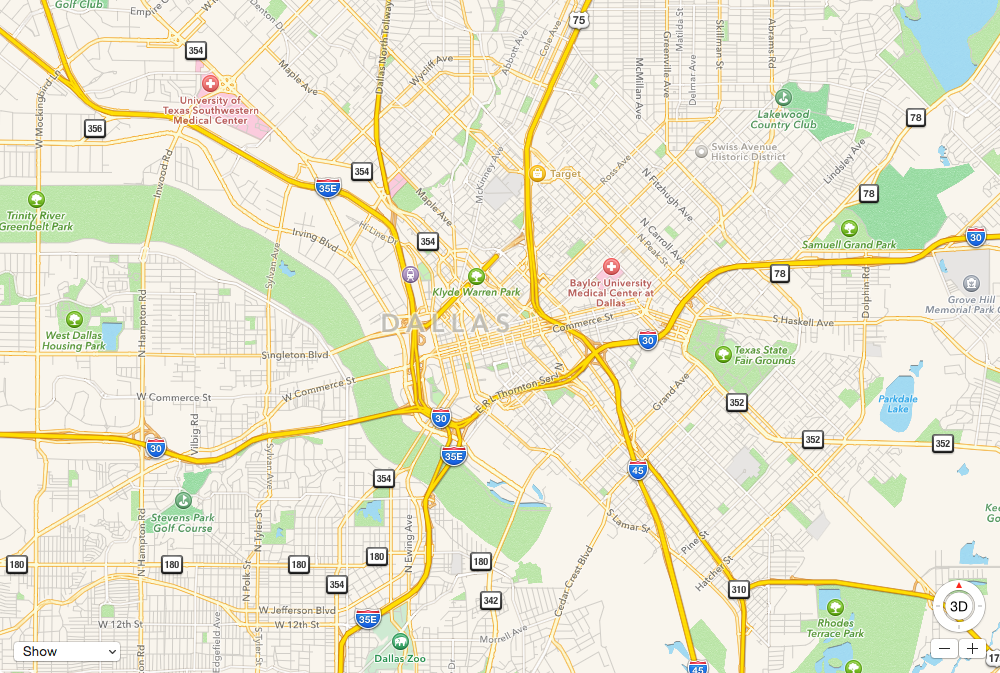 Golf Club
Empire C
Denton D
Dallas North Tollway
75
Cole Ave
Abbott Ave
Matilda St
Greenville Ave
Skillman St
Abrams Rd
McMillan Ave
Delmar Ave
354
Maple Ave
Wycliff Ave
W Mockingbird Ln
University of
Texas Southwestern
Medical Center
Lakewood
Country Club
78
356
Swiss Avenue
Historic District
Lindsley Ave
Inwood Rd
354
35E
McKinney Ave
Target
Ross Ave
N Fitzhugh Ave
78
Trinity River
Greenbelt Park
Maple Ave
Hi Line Dr
Irving Blvd
354
N Carroll Ave
N Peak St
Samuell Grand Park
30
Sylvan Ave
Klyde Warren Park
Baylor University
Medical Center at
Dallas
78
Dolphin Rd
Grove Hill
Memorial Park C
N Hampton Rd
West Dallas
Housing Park
DALLAS
Commerce St
S Haskell Ave
30
Singleton Blvd
Texas State
Fair Grounds
W Commerce St
W Commerce St
E R L Thornton Serv N
Grand Ave
352
Parkdale
Lake
Vilbig Rd
30
30
35E
352
352
Sylvan Ave
354
45
Stevens Park
Golf Course
N Hampton Rd
N Tyler St
N Ewing Ave
S Lamar St
Pine St
Kee
Golf
180
180
180
180
180
354
N Polk St
Cedar Crest Blvd
Hatcher St
310
3D
342
W Jefferson Blvd
W 12th St
W 12th St
35E
Rhodes
Terrace Park
Edgefield Ave
S Tyler St
Morrell Ave
Dallas Zoo
Show
45
17